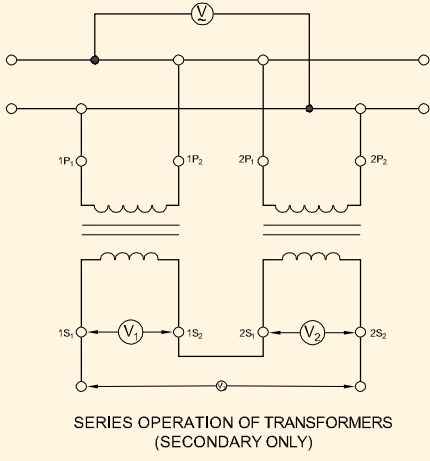 V
1P₁
1P₂
2P₁
2P₂
1S₁
V₁
1S₂
2S₁
V₂
2S₂
SERIES OPERATION OF TRANSFORMERS
(SECONDARY ONLY)